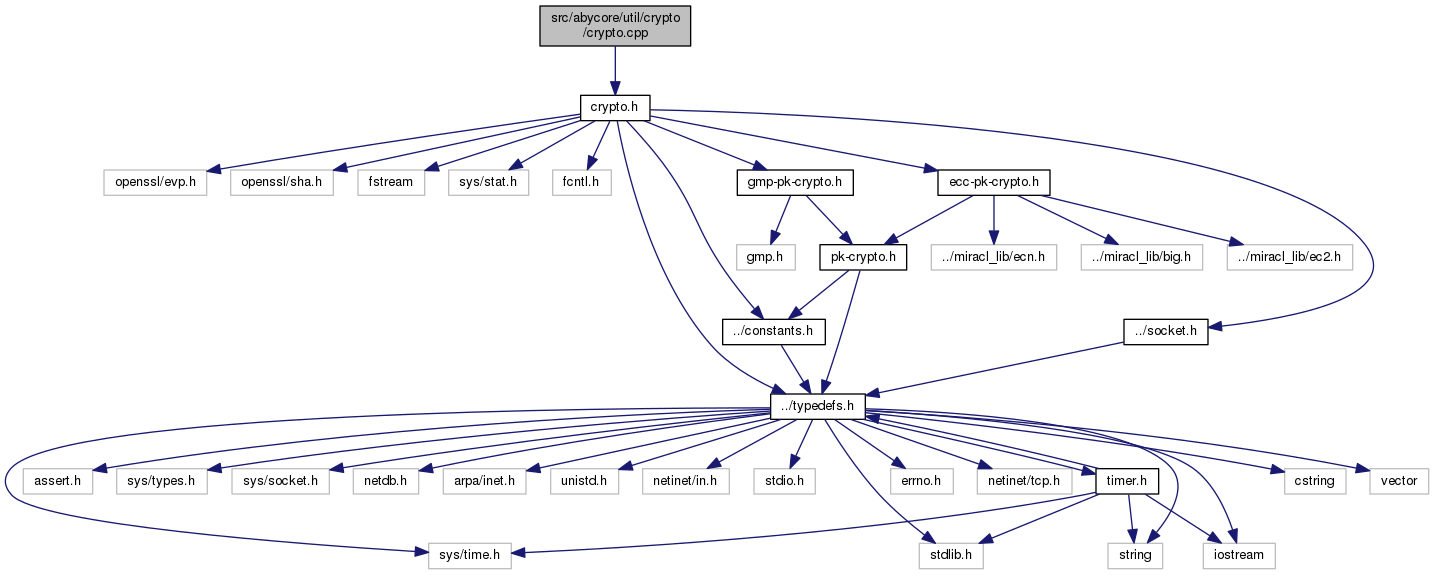 src/abycore/util/crypto
/crypto.cpp
crypto.h
openssl/evp.h
openssl/sha.h
fstream
sys/stat.h
fcntl.h
gmp-pk-crypto.h
ecc-pk-crypto.h
gmp.h
pk-crypto.h
../miracl_lib/ecn.h
../miracl_lib/big.h
../miracl_lib/ec2.h
../constants.h
../socket.h
../typedefs.h
assert.h
sys/types.h
sys/socket.h
netdb.h
arpa/inet.h
unistd.h
netinet/in.h
stdio.h
errno.h
netinet/tcp.h
timer.h
cstring
vector
sys/time.h
stdlib.h
string
iostream